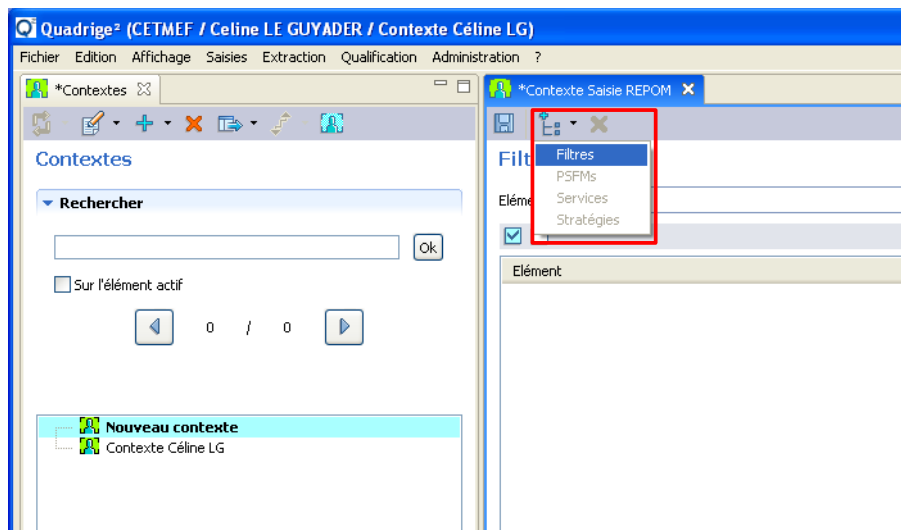 Quadrige² (CETMEF / Celine LE GUYADER / Contexte Céline LG)
Fichier Edition Affichage Saisies Extraction Qualification Administration ?
*Contextes
*Contexte Saisie REPOM
Contextes
Rechercher
Ok
Sur l'élément actif
0 / 0
Nouveau contexte
Contexte Céline LG
Filt
Filtres
PSFMs
Services
Stratégies
Eléme
Elément